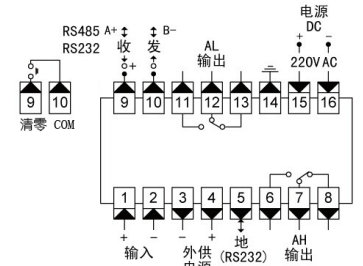 电源
RS485 A+ B- DC
RS232 收 发 AL + -
+ 输出 220V AC
9 10 9 10 11 12 13 14 15 16
清零 COM
1 2 3 4 5 6 7 8
+ - - + 地 AH
输入 外供 (RS232) 输出
电源